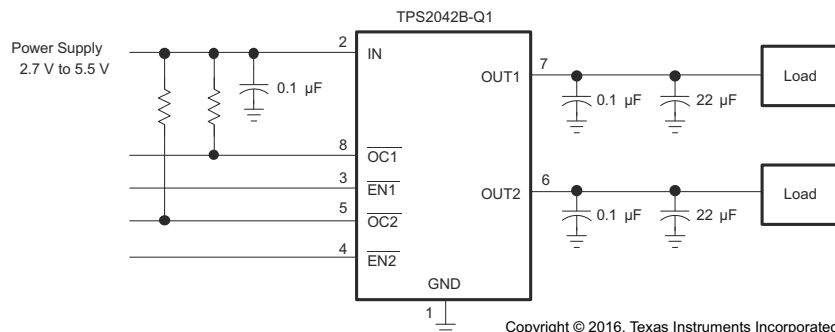 TPS2042B-Q1
Power Supply
2.7 V to 5.5 V
2
IN
0.1 µF
8
OC1
3
EN1
5
OC2
4
EN2
OUT1
7
0.1 µF
22 µF
Load
OUT2
6
0.1 µF
22 µF
Load
GND
1
Copyright © 2016, Texas Instruments Incorporated